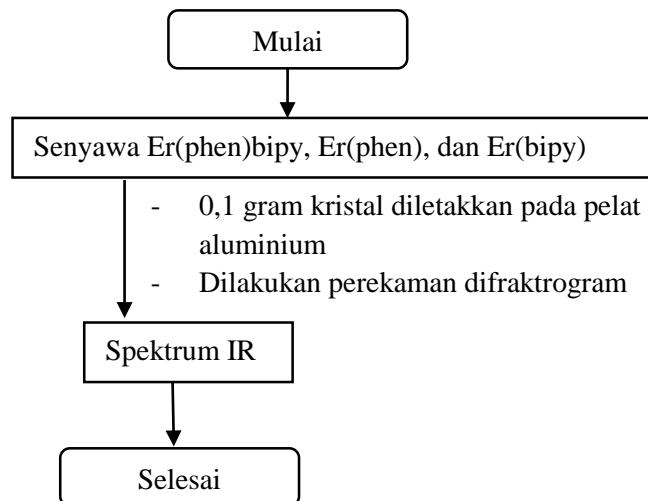 Mulai
Senyawa Er(phen)bipy, Er(phen), dan Er(bipy)
- 0,1 gram kristal diletakkan pada pelat
aluminium
- Dilakukan perekaman difraktrogram
Spektrum IR
Selesai